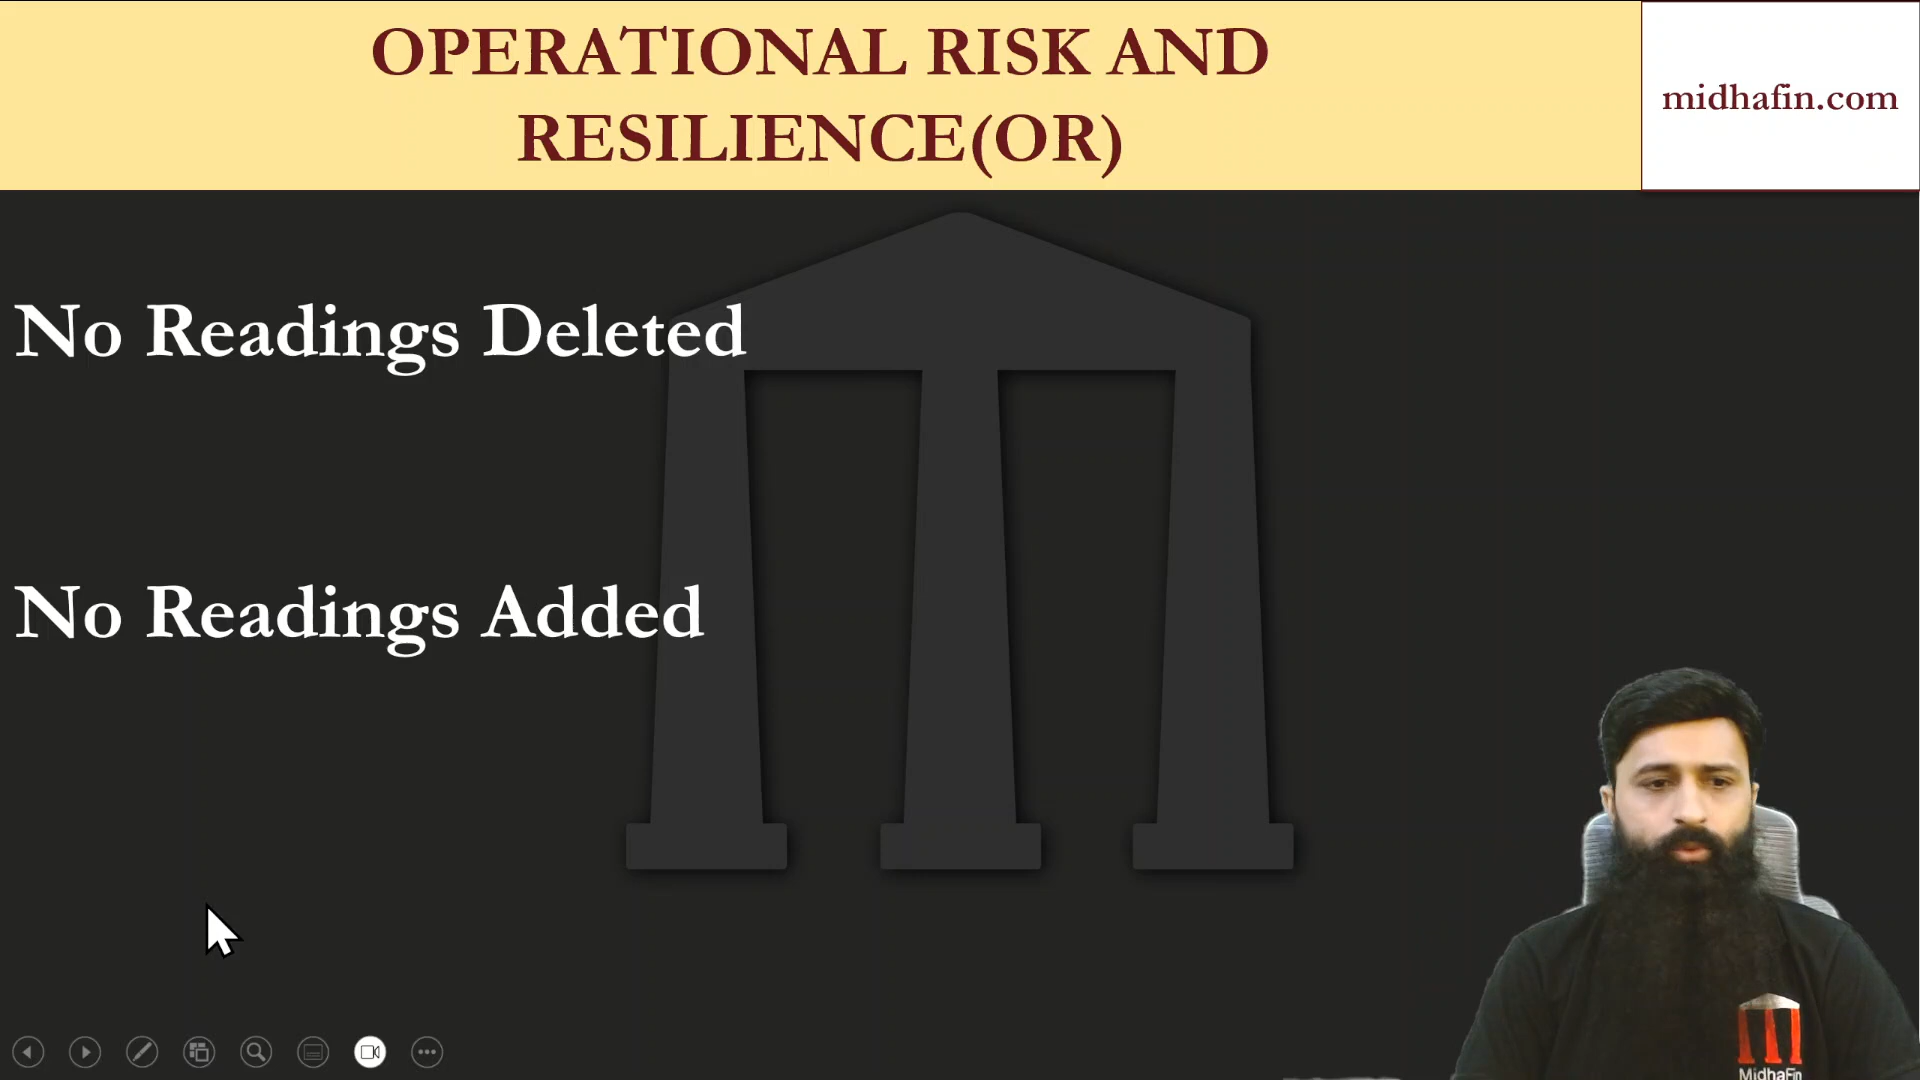 OPERATIONAL RISK AND
RESILIENCE(OR)
midhafin.com
No Readings Deleted
No Readings Added
MidhaFin